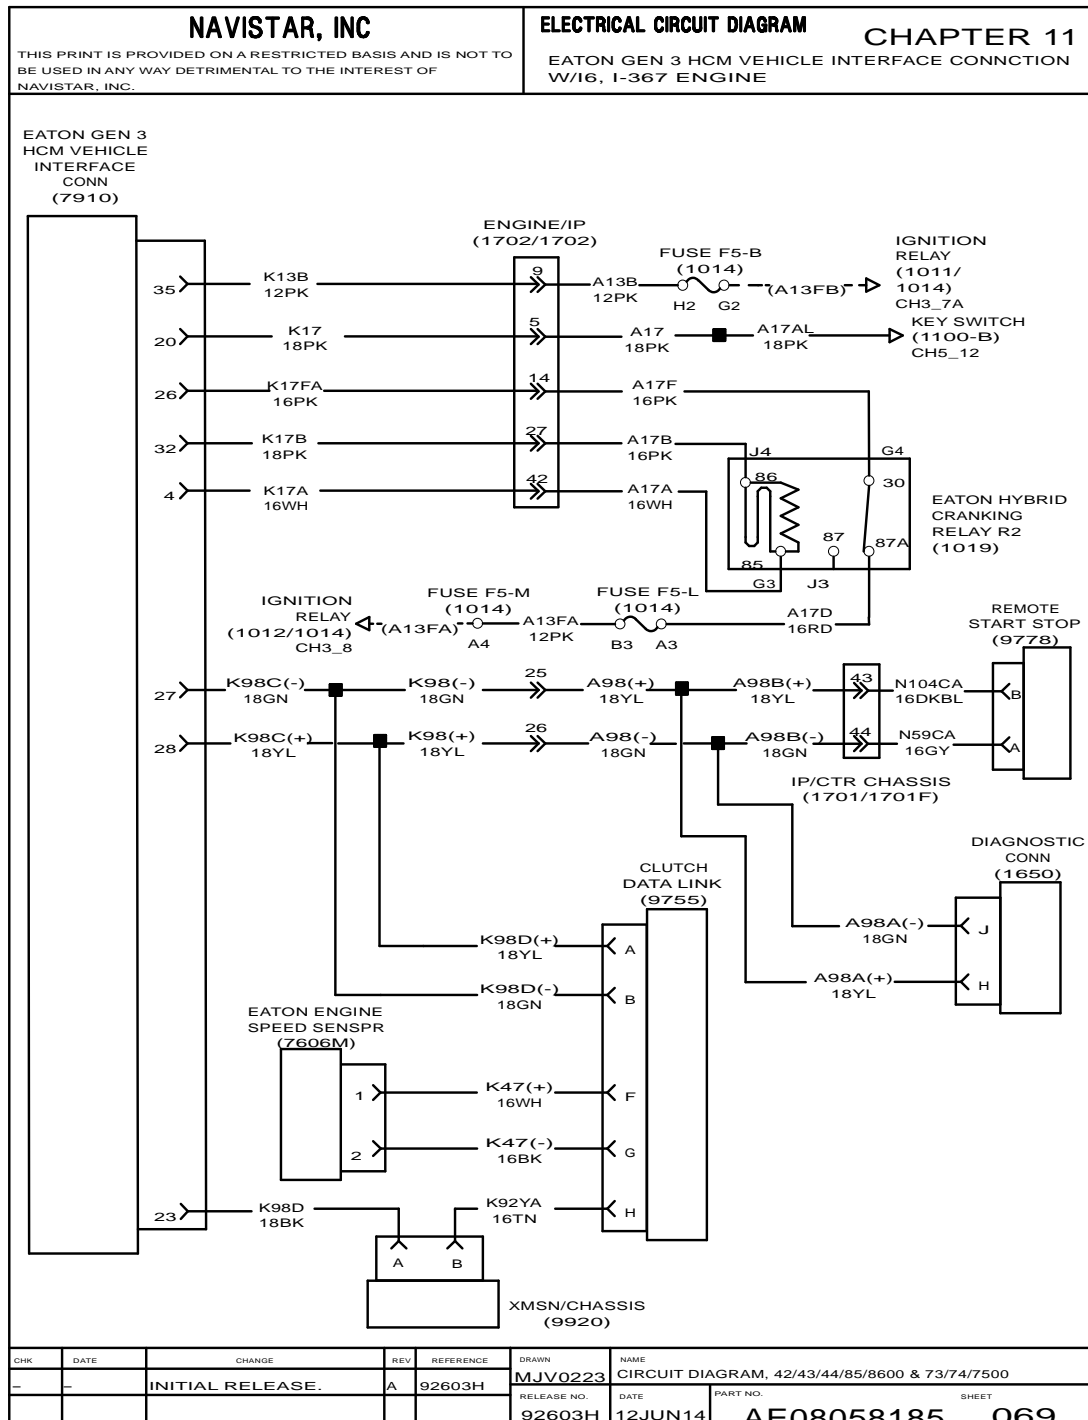 NAVISTAR, INC
THIS PRINT IS PROVIDED ON A RESTRICTED BASIS AND IS NOT TO
BE USED IN ANY WAY DETRIMENTAL TO THE INTEREST OF
NAVISTAR, INC.
ELECTRICAL CIRCUIT DIAGRAM
CHAPTER 11
EATON GEN 3 HCM VEHICLE INTERFACE CONNCTION
W/I6, I-367 ENGINE
EATON GEN 3
HCM VEHICLE
INTERFACE
CONN
(7910)
ENGINE/IP
(1702/1702)
FUSE F5-B
(1014)
IGNITION
RELAY
(1011/
1014)
CH3_7A
35
K13B
12PK
9
A13B
12PK
H2
G2
(A13FB)
KEY SWITCH
(1100-B)
CH5_12
20
K17
18PK
5
A17
18PK
A17AL
18PK
26
K17FA
16PK
14
A17F
16PK
32
K17B
18PK
27
A17B
16PK
J4
G4
4
K17A
16WH
42
A17A
16WH
86
30
87
87A
85
G3
J3
EATON HYBRID
CRANKING
RELAY R2
(1019)
IGNITION
RELAY
(1012/1014)
CH3_8
(A13FA)
FUSE F5-M
(1014)
A4
A13FA
12PK
FUSE F5-L
(1014)
B3
A3
A17D
16RD
REMOTE
START STOP
(9778)
27
K98C(-)
18GN
K98(-)
18GN
25
A98(+)
18YL
A98B(+)
18YL
43
N104CA
16DKBL
B
28
K98C(+)
18YL
K98(+)
18YL
26
A98(-)
18GN
A98B(-)
18GN
44
N59CA
16GY
A
IP/CTR CHASSIS
(1701/1701F)
DIAGNOSTIC
CONN
(1650)
CLUTCH
DATA LINK
(9755)
A98A(-)
18GN
J
A98A(+)
18YL
H
K98D(+)
18YL
A
K98D(-)
18GN
B
EATON ENGINE
SPEED SENSPR
(7606M)
1
K47(+)
16WH
F
2
K47(-)
16BK
G
23
K98D
18BK
K92YA
16TN
H
A
B
XMSN/CHASSIS
(9920)
CHK
DATE
CHANGE
REV
REFERENCE
DRAWN
NAME
–
–
INITIAL RELEASE.
A
92603H
MJV0223
CIRCUIT DIAGRAM, 42/43/44/85/8600 & 73/74/7500
RELEASE NO.
DATE
PART NO.
SHEET
92603H
12JUN14
AE08058185
069